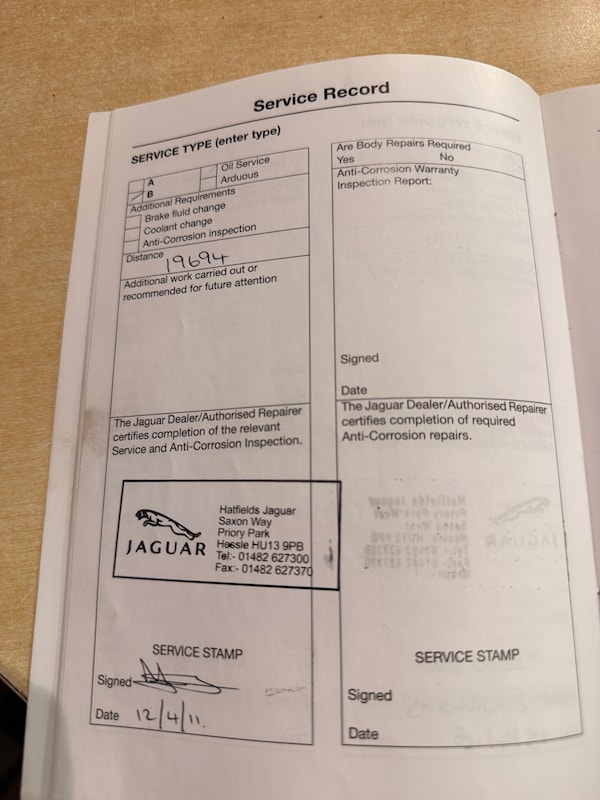 Service Record
SERVICE TYPE (enter type)
A
B
Oil Service
Arduous
Additional Requirements
Brake fluid change
Coolant change
Anti-Corrosion inspection
Distance 19694
Additional work carried out or
recommended for future attention
The Jaguar Dealer/Authorised Repairer
certifies completion of the relevant
Service and Anti-Corrosion Inspection.
JAGUAR
Hatfields Jaguar
Saxon Way
Priory Park
Hessle HU13 9PB
Tel:- 01482 627300
Fax:- 01482 627370
SERVICE STAMP
Signed
Date 12/4/11.
Are Body Repairs Required
Yes No
Anti-Corrosion Warranty
Inspection Report:
Signed
Date
The Jaguar Dealer/Authorised Repairer
certifies completion of required
Anti-Corrosion repairs.
SERVICE STAMP
Signed
Date